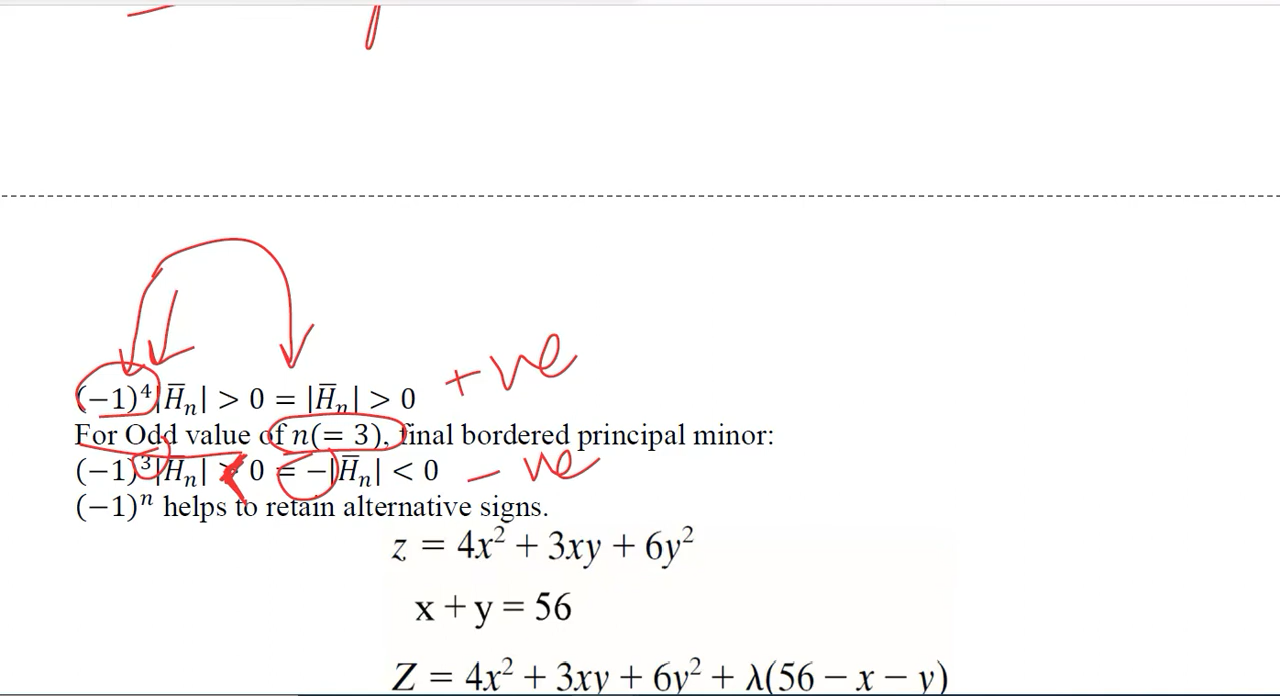 (−1)⁴|H̅ₙ| > 0 = |H̅ₙ| > 0 +ve
For Odd value of n(= 3), final bordered principal minor:
(−1)³|H̅ₙ| < 0 = −|H̅ₙ| < 0 − ve
(−1)ⁿ helps to retain alternative signs.
z = 4x² + 3xy + 6y²
x + y = 56
Z = 4x² + 3xy + 6y² + λ(56 − x − y)